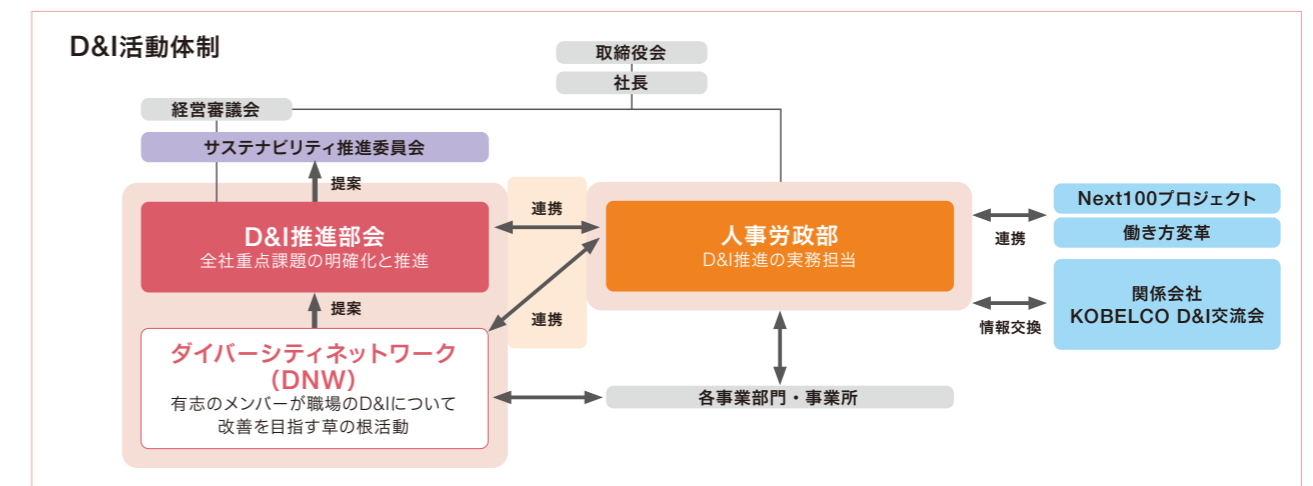 D&I活動体制
取締役会
社長
経営審議会
サステナビリティ推進委員会
提案
D&I推進部会
全社重点課題の明確化と推進
提案
ダイバーシティネットワーク
(DNW)
有志のメンバーが職場のD&Iについて
改善を目指す草の根活動
連携
連携
人事労政部
D&I推進の実務担当
各事業部門・事業所
連携
情報交換
Next100プロジェクト
働き方変革
関係会社
KOBELCO D&I交流会